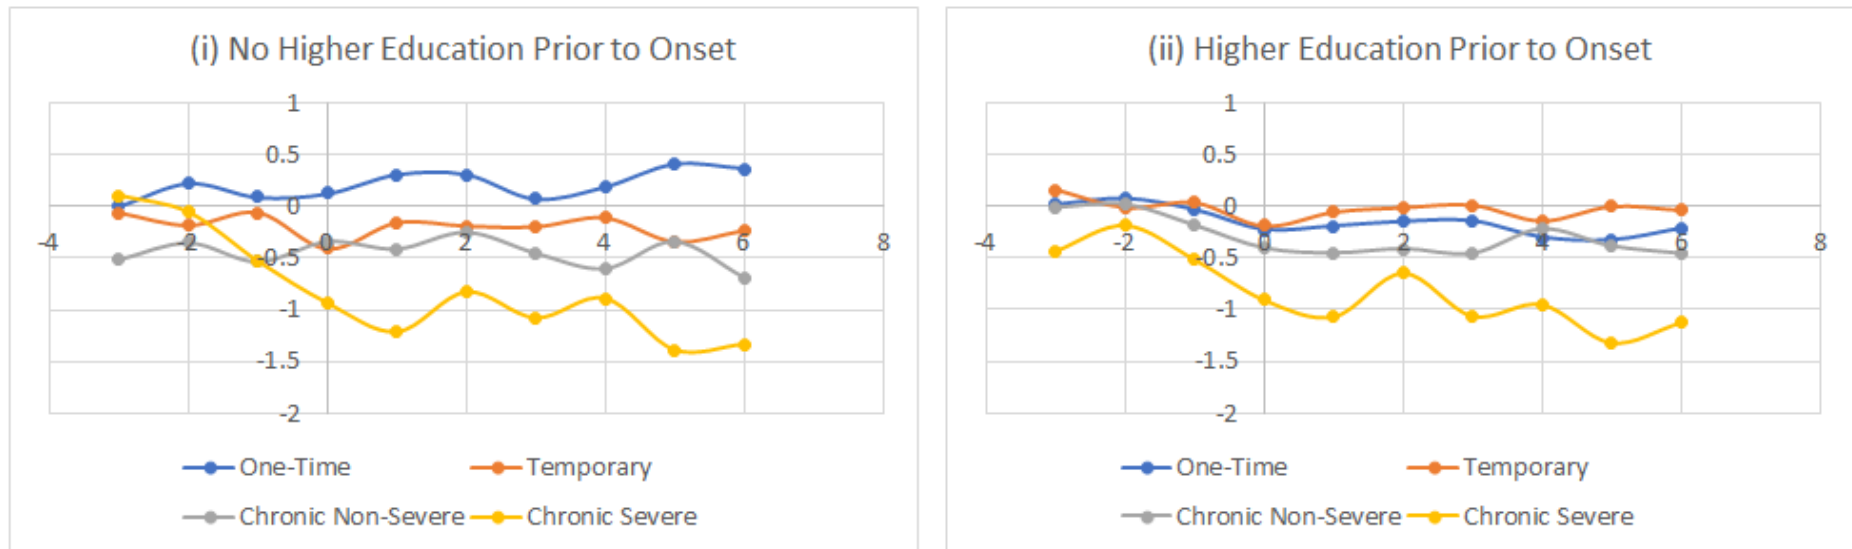 (i) No Higher Education Prior to Onset
1
0.5
0
-4 -2 0 2 4 6 8
-0.5
-1
-1.5
-2
One-Time Temporary
Chronic Non-Severe Chronic Severe
(ii) Higher Education Prior to Onset
1
0.5
0
-4 -2 0 2 4 6 8
-0.5
-1
-1.5
-2
One-Time Temporary
Chronic Non-Severe Chronic Severe